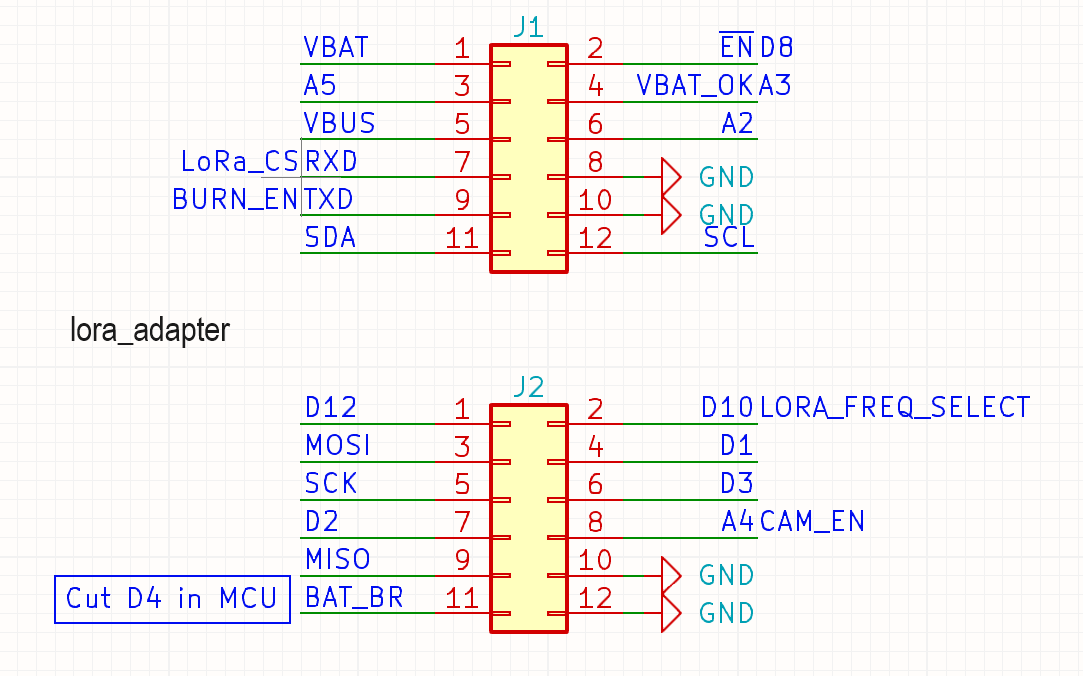 J1
VBAT 1 2 EN D8
A5 3 4 VBAT_OK A3
VBUS 5 6 A2
LoRa_CS RXD 7 8 GND
BURN_EN TXD 9 10 GND
SDA 11 12 SCL
lora_adapter
J2
D12 1 2 D10 LORA_FREQ_SELECT
MOSI 3 4 D1
SCK 5 6 D3
D2 7 8 A4 CAM_EN
MISO 9 10 GND
Cut D4 in MCU BAT_BR 11 12 GND